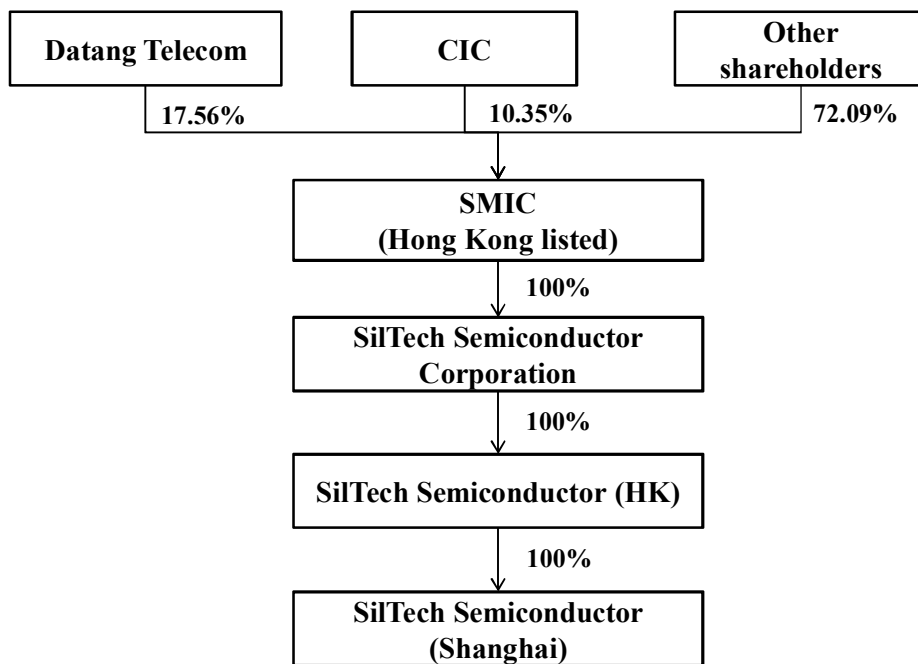 Datang Telecom
CIC
Other
shareholders
17.56%
10.35%
72.09%
SMIC
(Hong Kong listed)
100%
SilTech Semiconductor
Corporation
100%
SilTech Semiconductor (HK)
100%
SilTech Semiconductor
(Shanghai)